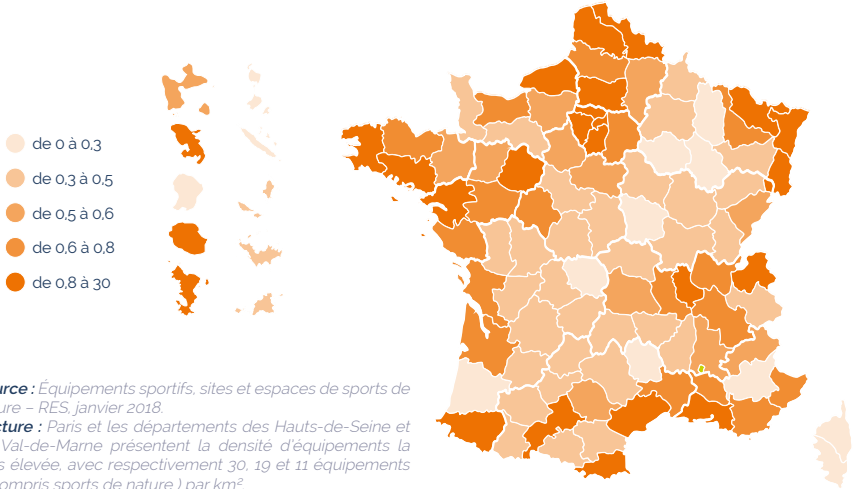 de 0 à 0,3
de 0,3 à 0,5
de 0,5 à 0,6
de 0,6 à 0,8
de 0,8 à 30
urce : Équipements sportifs, sites et espaces de sports de
ure – RES, janvier 2018.
cture : Paris et les départements des Hauts-de-Seine et
Val-de-Marne présentent la densité d'équipements la
s élevée, avec respectivement 30, 19 et 11 équipements
ompris sports de nature ) par km²